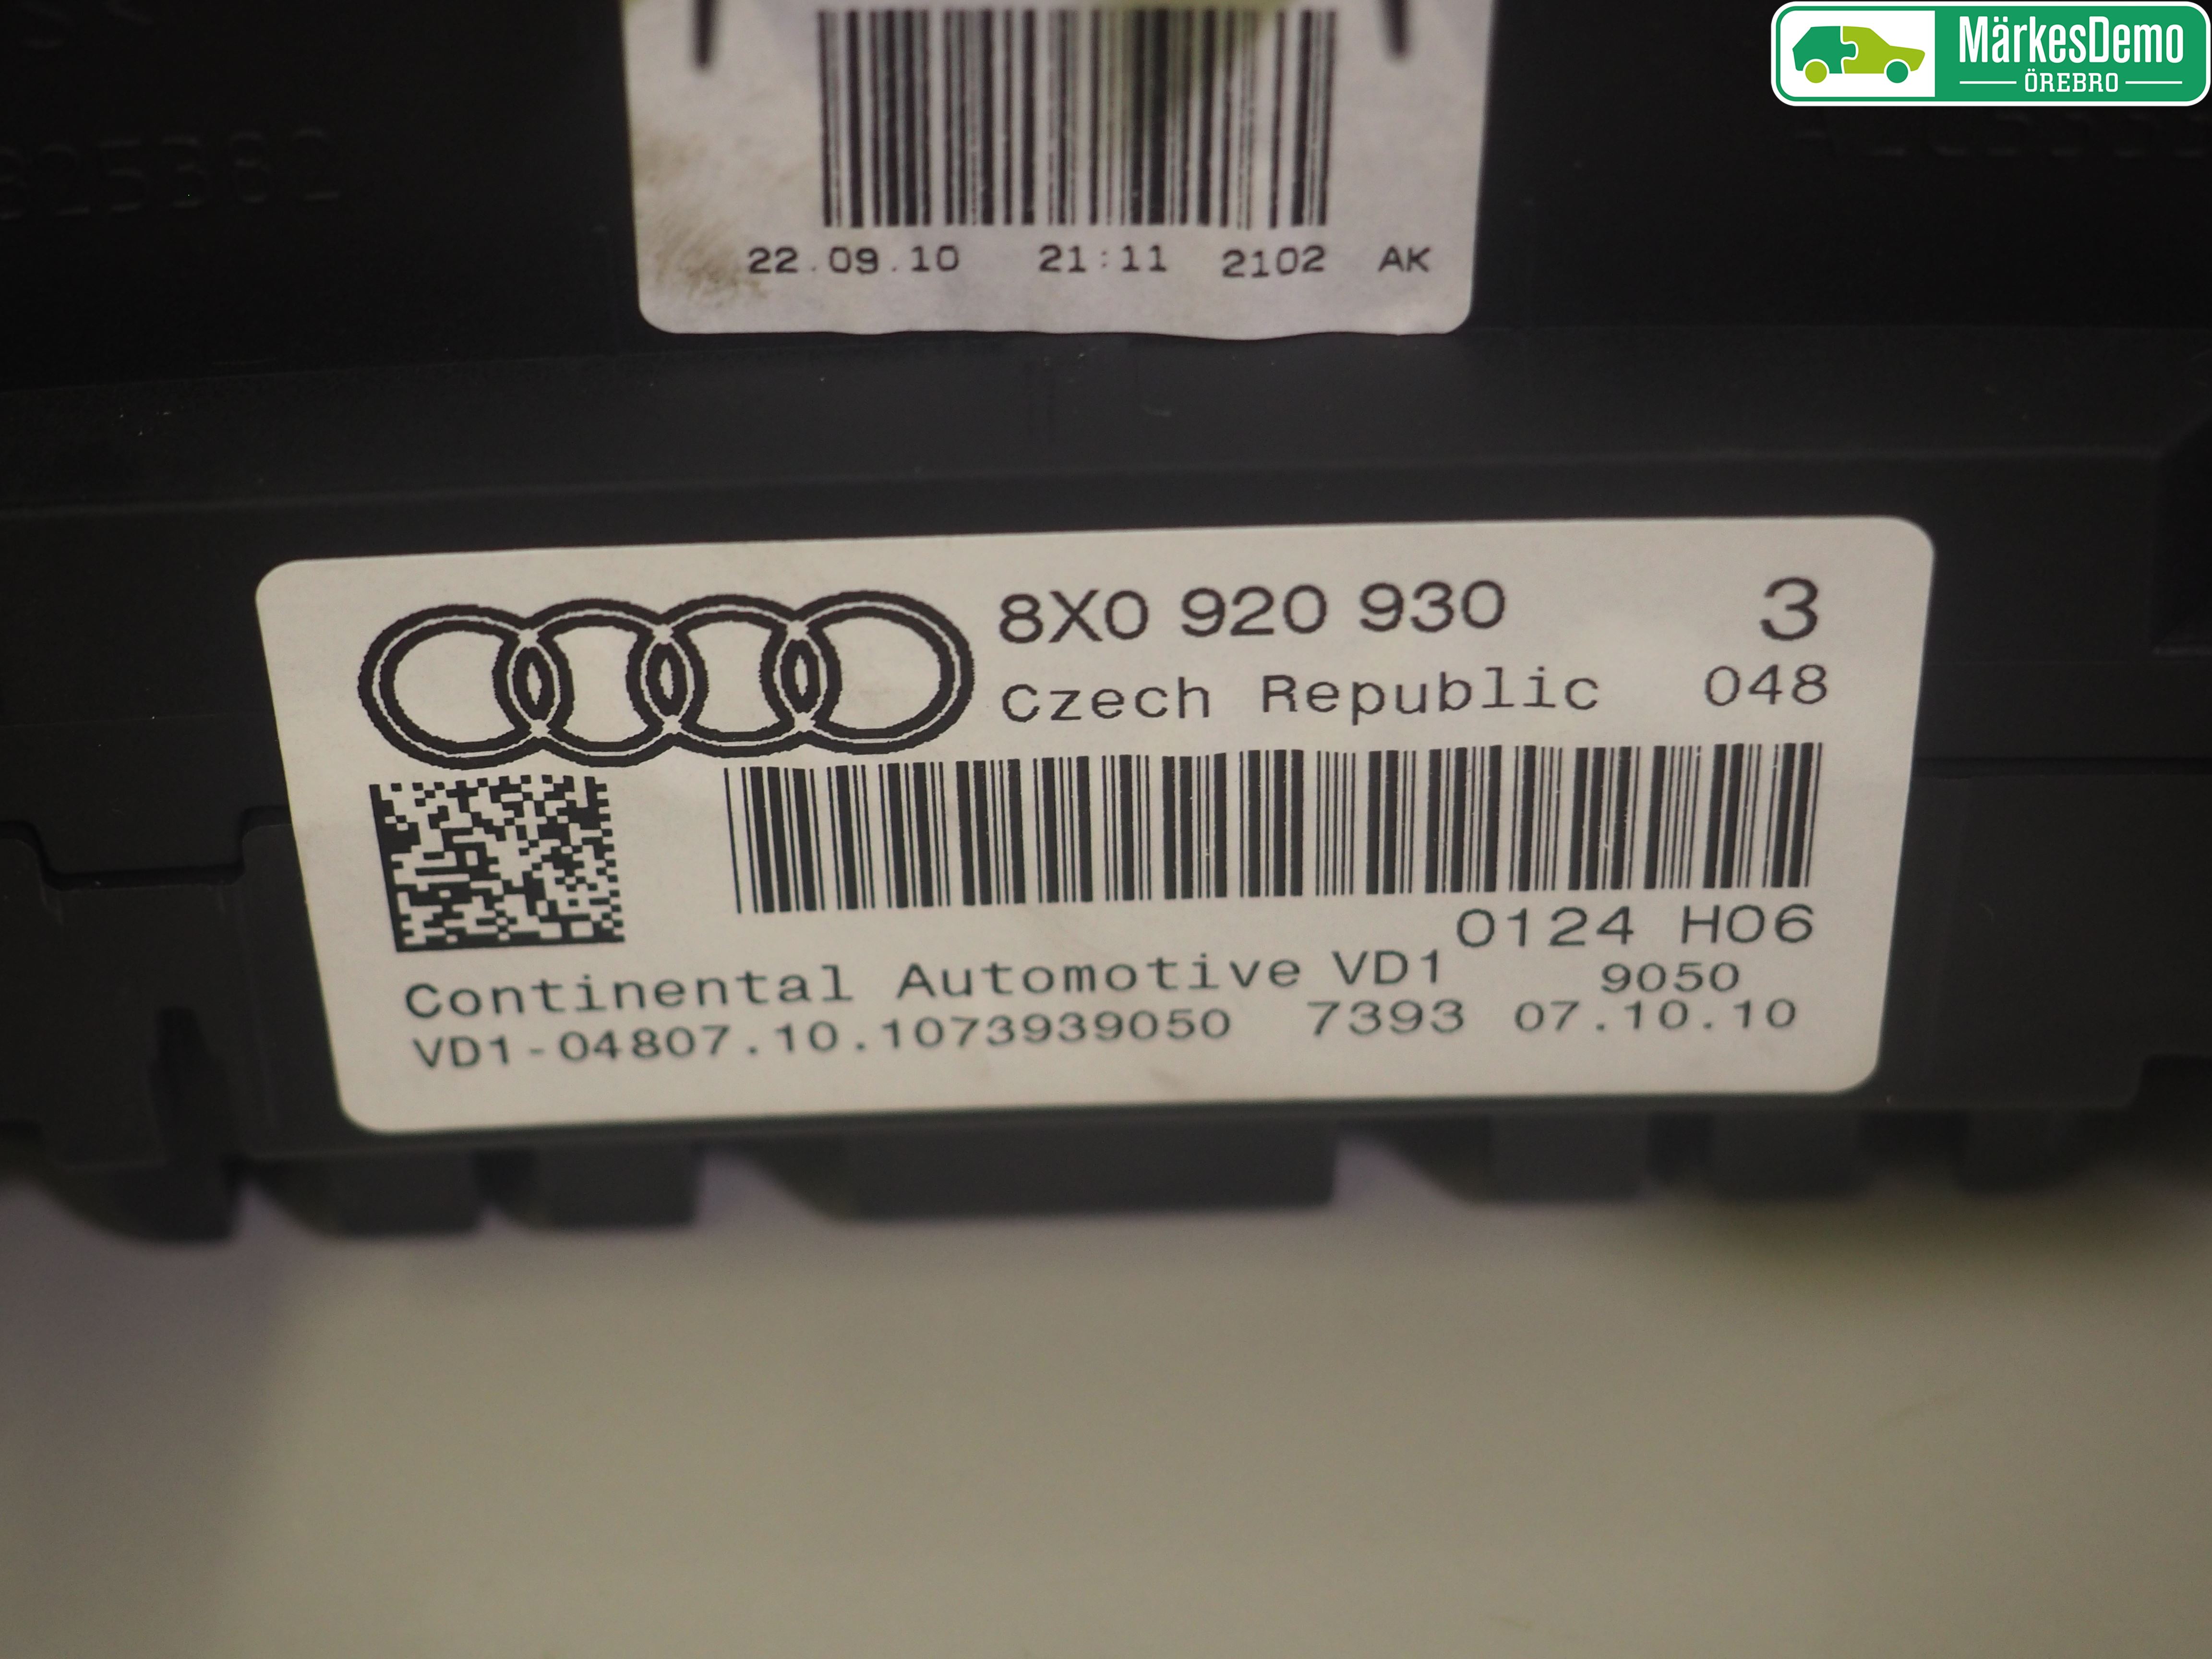 MärkesDemo
ÖREBRO
625382
22.09.10 21:11 2102 AK
8X0 920 930 3
Czech Republic 048
0124 H06
Continental Automotive VD1 9050
VD1-04807.10.1073939050 7393 07.10.10